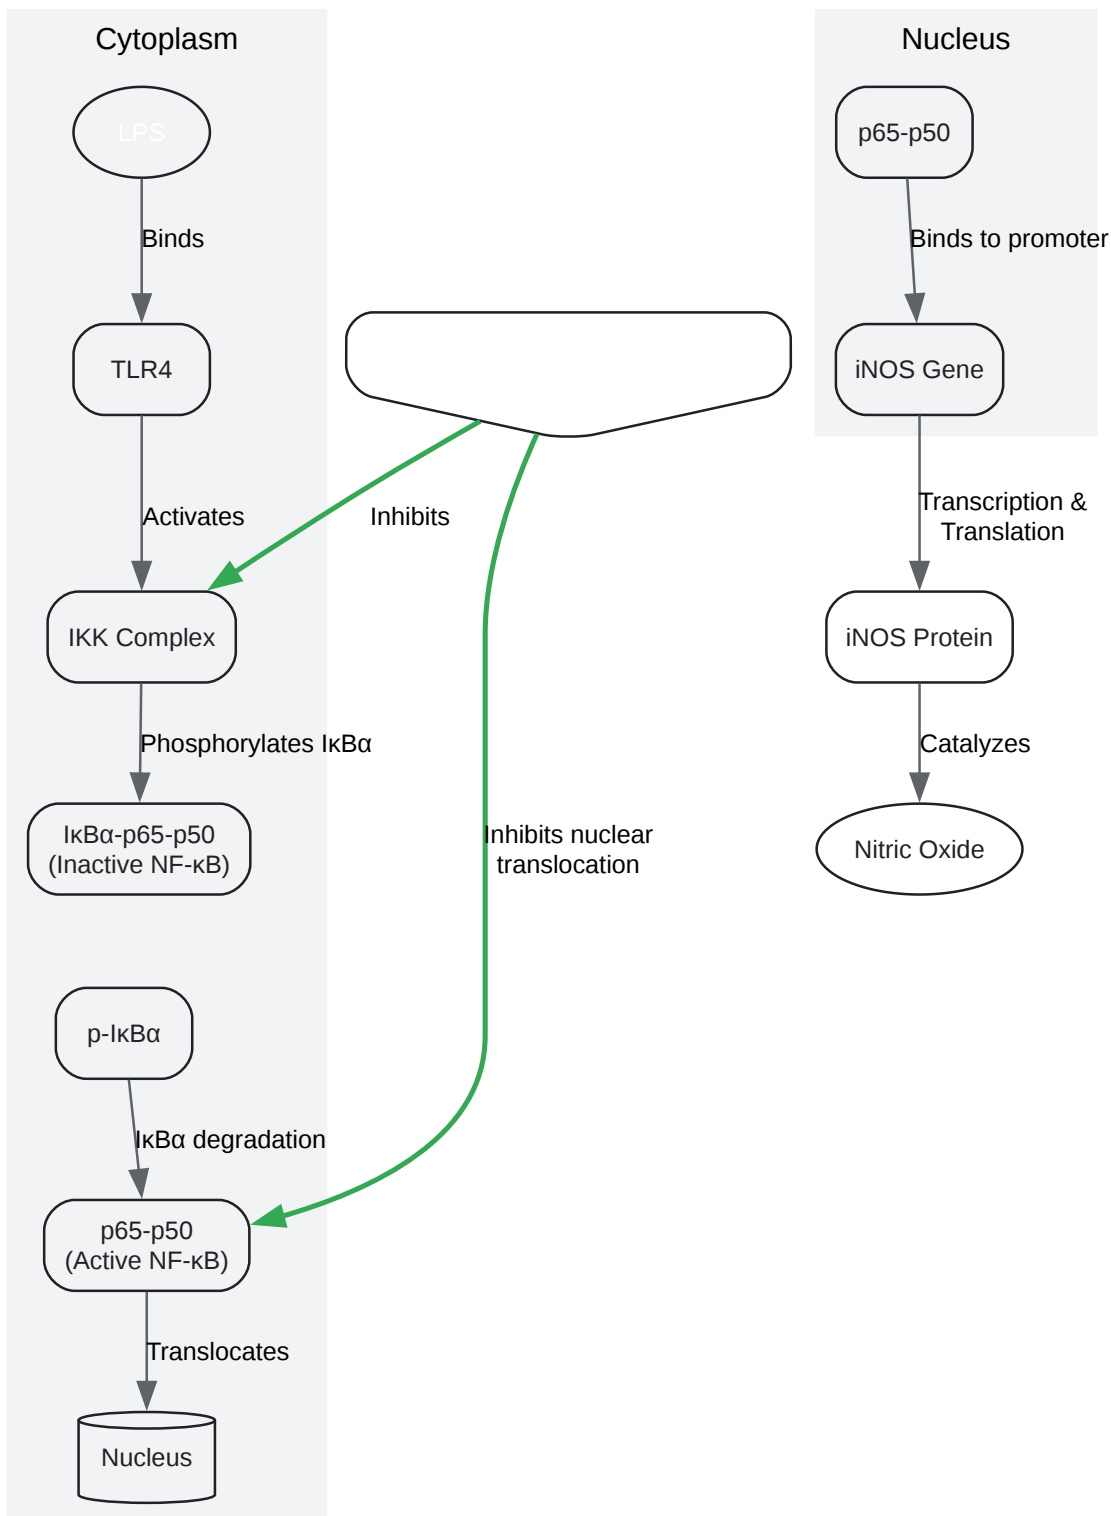 Cytoplasm
LPS
Binds
TLR4
Activates
Inhibits
IKK Complex
Phosphorylates IκBα
IκBα-p65-p50
(Inactive NF-κB)
Inhibits nuclear
translocation
p-IκBα
IκBα degradation
p65-p50
(Active NF-κB)
Translocates
Nucleus
Nucleus
p65-p50
Binds to promoter
iNOS Gene
Transcription &
Translation
iNOS Protein
Catalyzes
Nitric Oxide